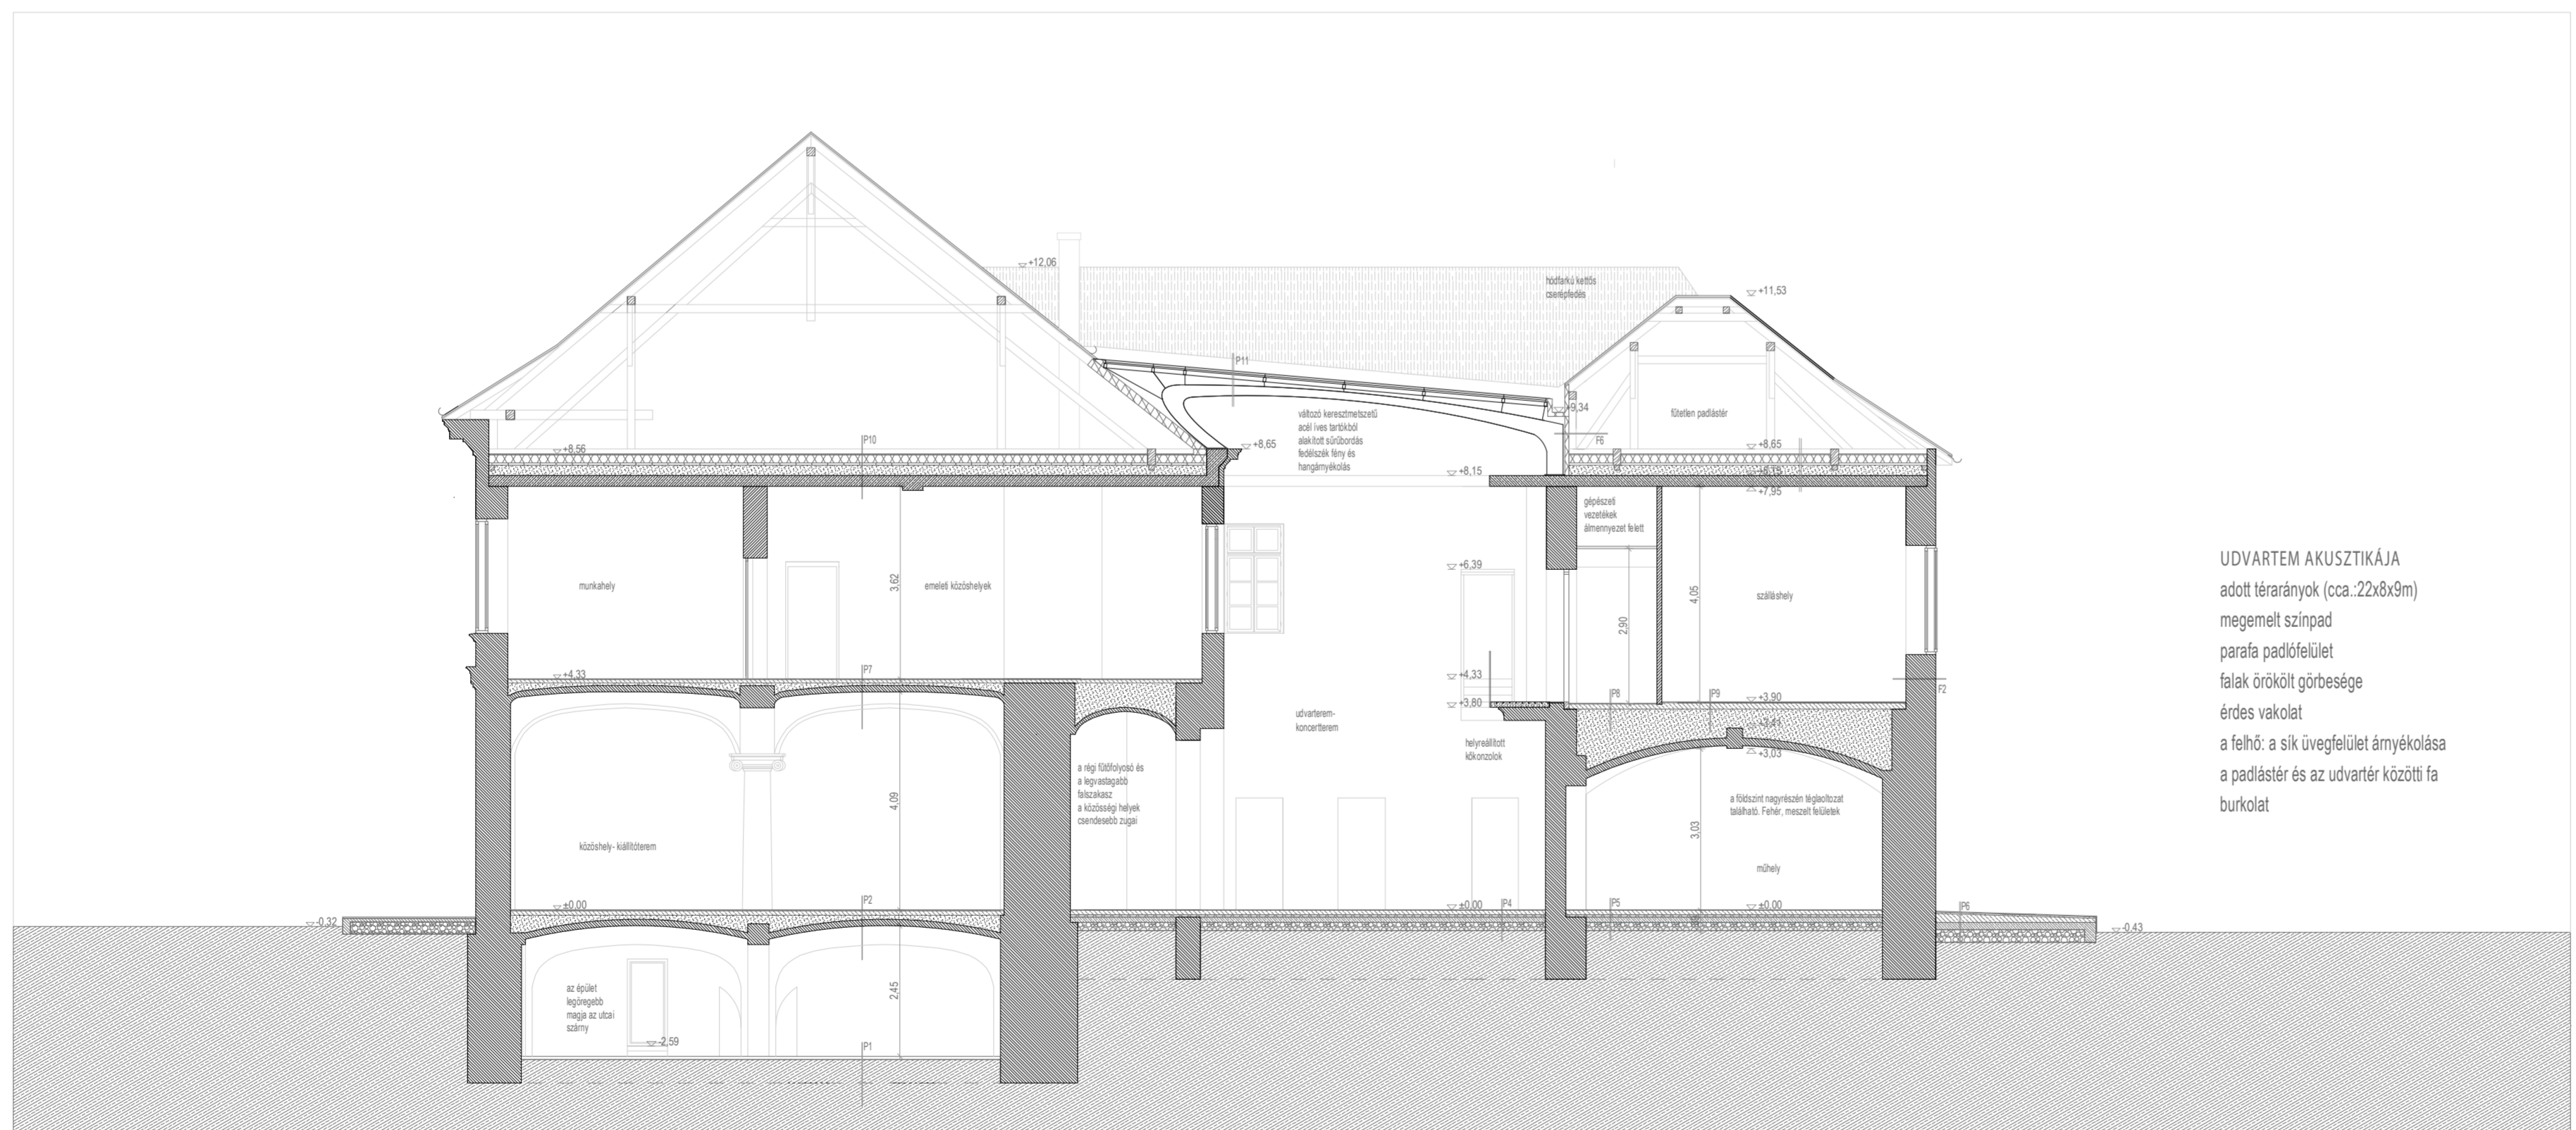 +12,06
hódfarkú kettős
cserépfedés
+11,53
P11
változó keresztmetszetű
acél íves tartókból
alakított sűrűbordás
fedélszék fény és
hangárnyékolás
+9,34
fűtetlen padlástér
P10
F6
+8,56
+8,65
+8,65
+8,15
+8,15
+7,95
gépészeti
vezetékek
álmennyezet felett
munkahely
3,62
emeleti közöshelyek
+6,39
4,05
szálláshely
2,90
UDVARTEM AKUSZTIKÁJA
adott térarányok (cca.:22x8x9m)
megemelt színpad
parafa padlófelület
falak örökölt görbesége
érdes vakolat
a felhő: a sík üvegfelület árnyékolása
a padlástér és az udvartér közötti fa
burkolat
+4,33
P7
+4,33
+3,80
P8
P9
+3,90
F2
udvarterem-
koncertterem
+3,41
+3,03
helyreállított
kőkonzolok
a régi fűtőfolyosó és
a legvastagabb
falszakasz
a közösségi helyek
csendesebb zugai
4,09
a földszint nagyrészén téglaoltozat
található. Fehér, meszelt felületek
3,03
közöshely- kiállítóterem
műhely
-0,32
±0,00
P2
±0,00
P4
P5
±0,00
P6
-0,43
az épület
legöregebb
magja az utcai
szárny
2,45
-2,59
P1